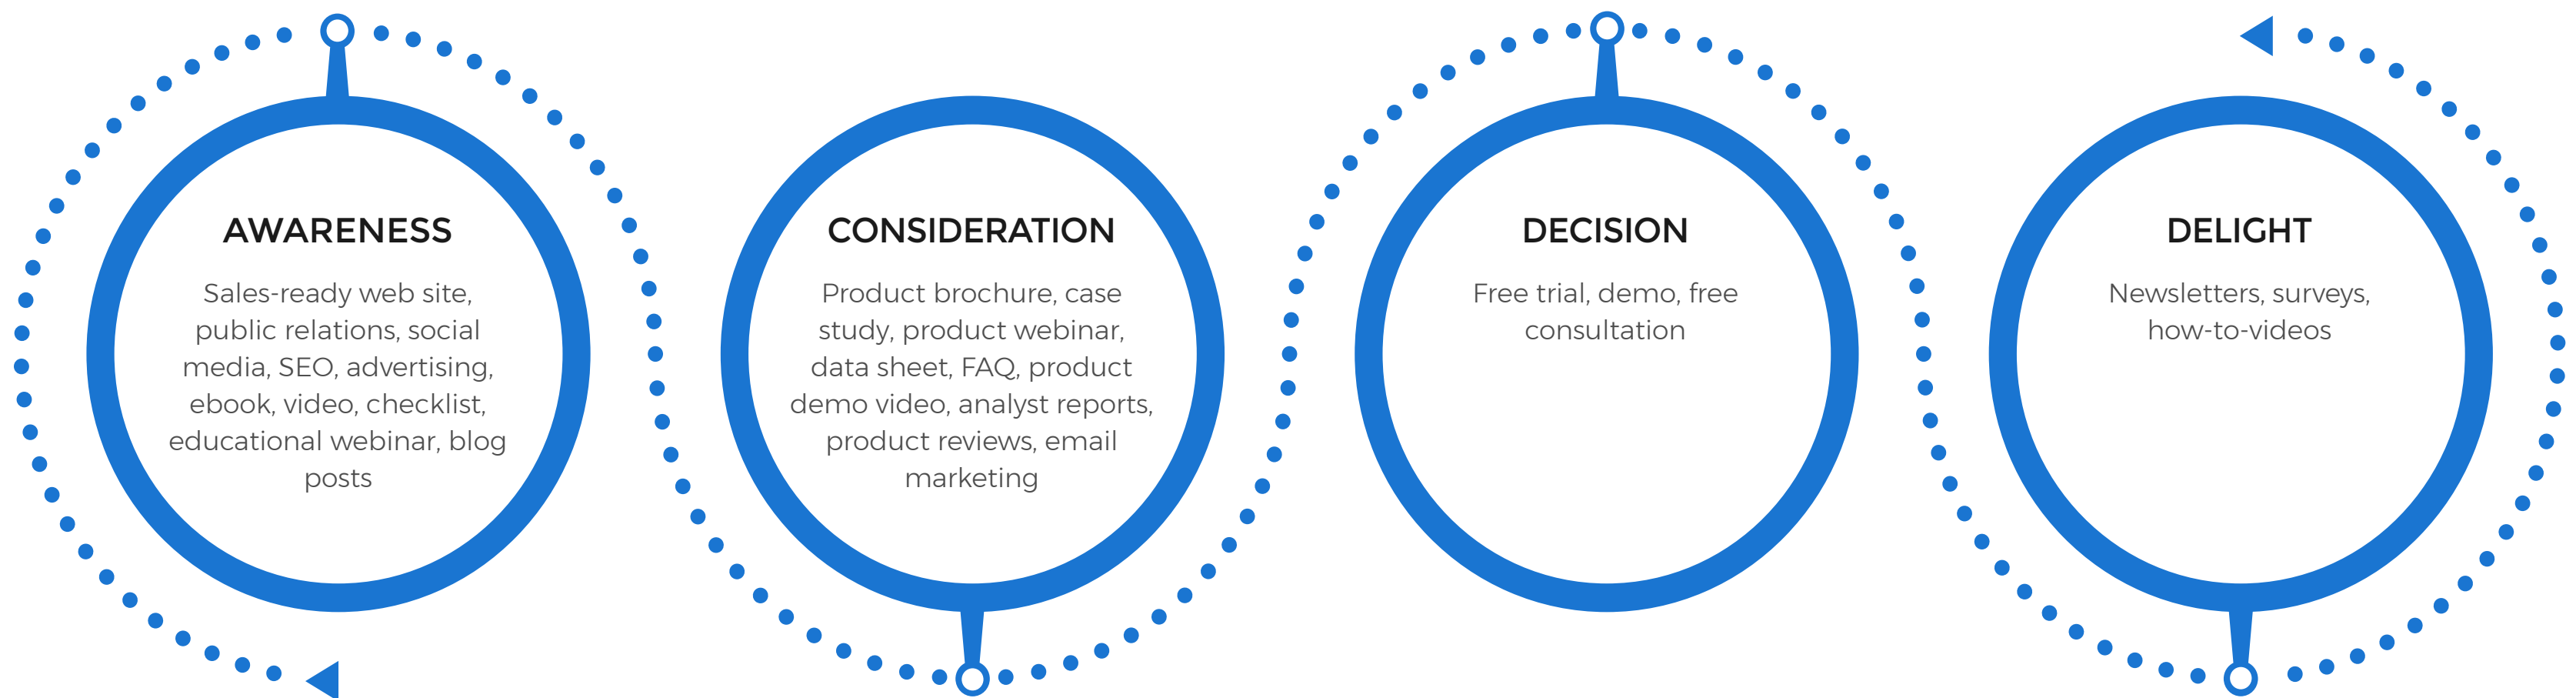 AWARENESS
Sales-ready web site,
public relations, social
media, SEO, advertising,
ebook, video, checklist,
educational webinar, blog
posts
CONSIDERATION
Product brochure, case
study, product webinar,
data sheet, FAQ, product
demo video, analyst reports,
product reviews, email
marketing
DECISION
Free trial, demo, free
consultation
DELIGHT
Newsletters, surveys,
how-to-videos